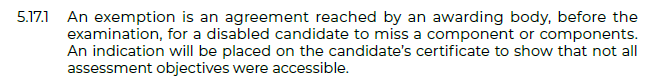 5.17.1 An exemption is an agreement reached by an awarding body, before the
examination, for a disabled candidate to miss a component or components.
An indication will be placed on the candidate's certificate to show that not all
assessment objectives were accessible.